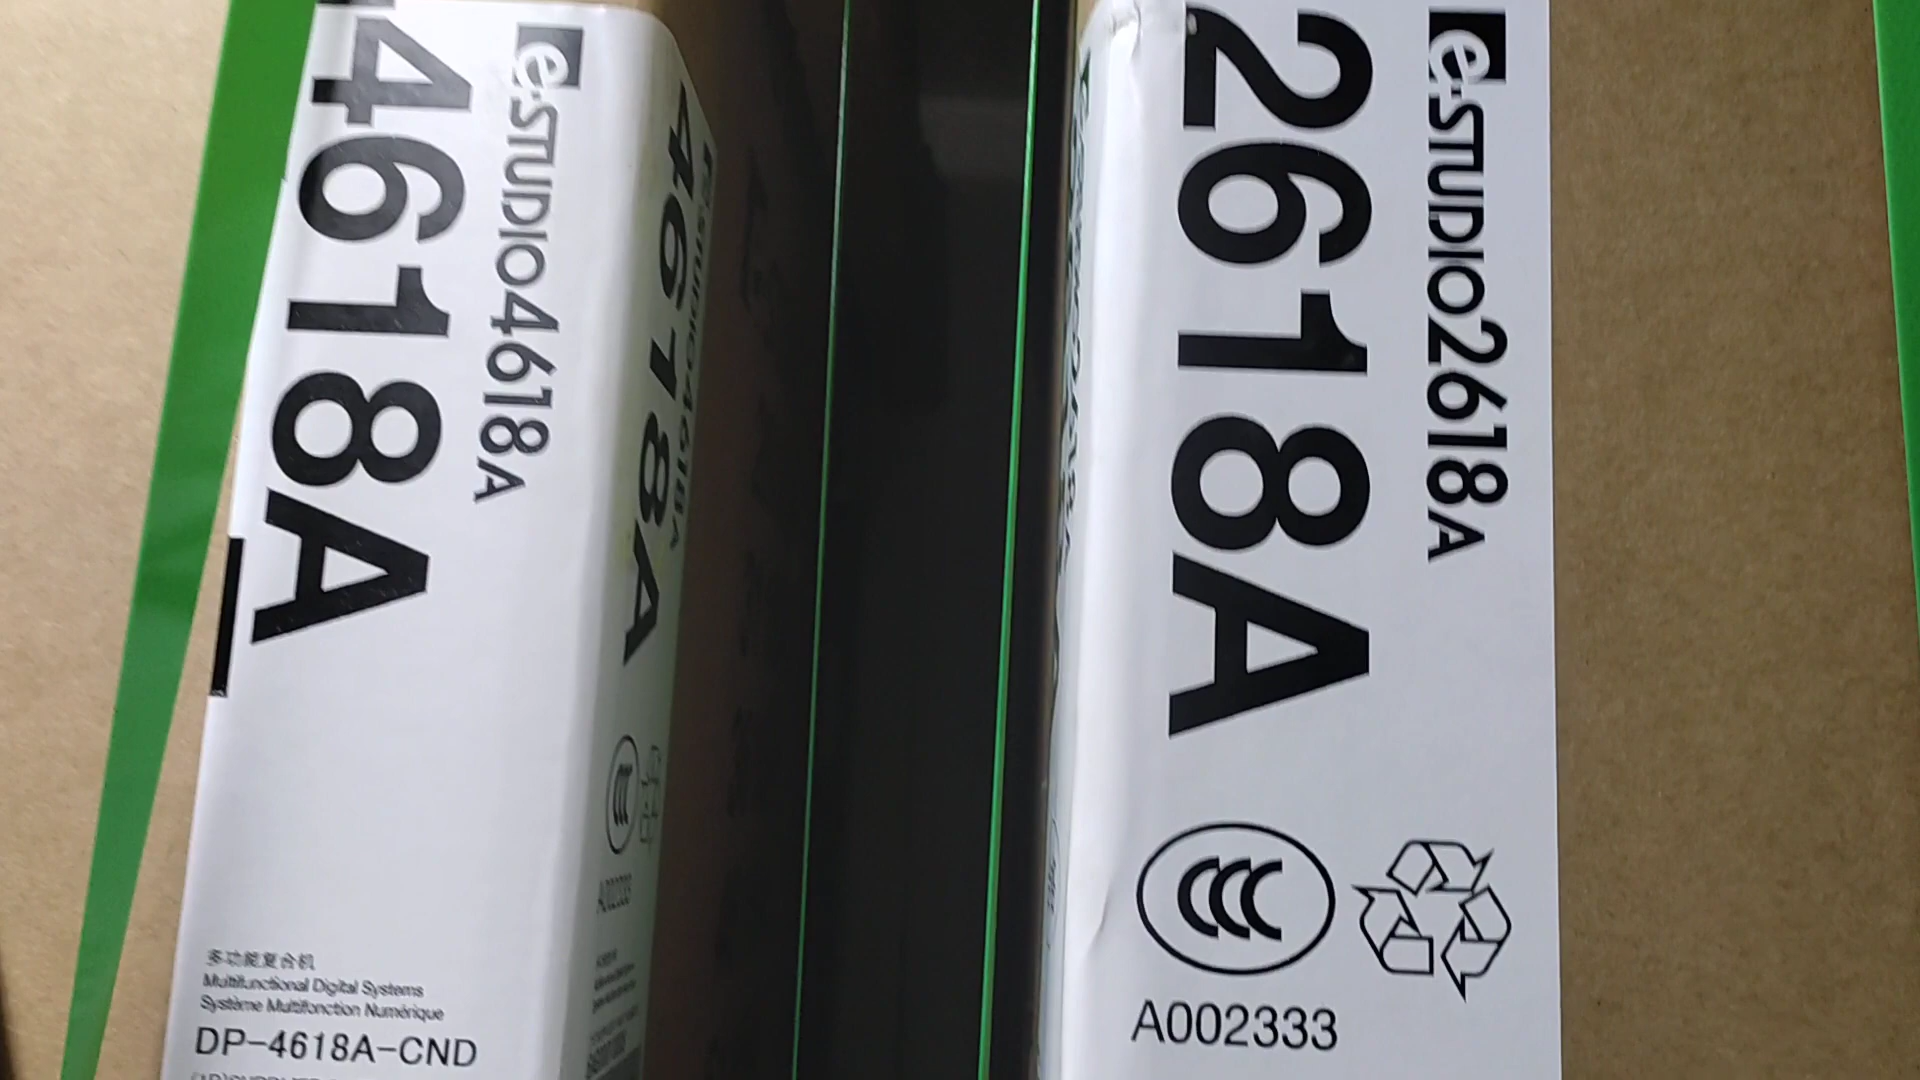 4618A
e-STUDIO4618A
多功能复合机
Multifunctional Digital Systems
Système Multifonction Numérique
DP-4618A-CND
4618A
e-STUDIO4618A
A002333
2618A
e-STUDIO2618A
A002333